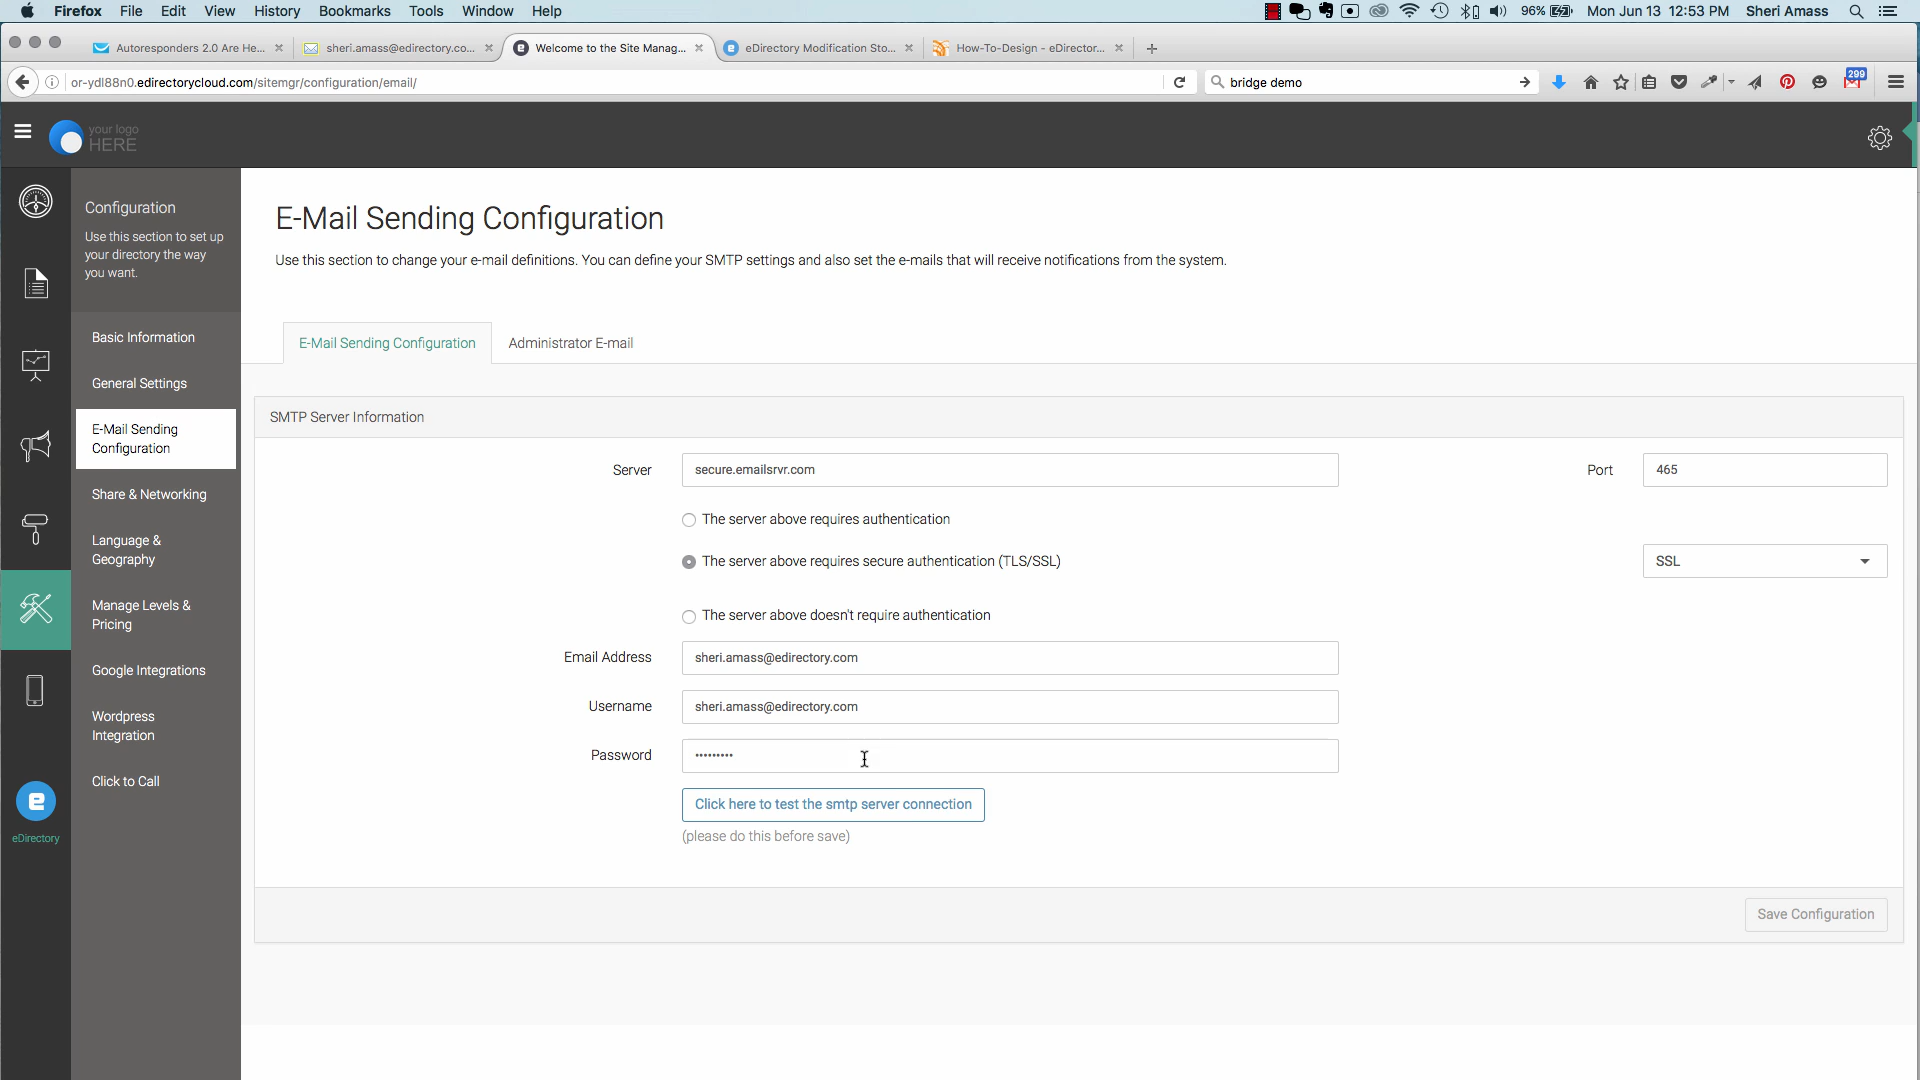 Firefox File Edit View History Bookmarks Tools Window Help 96% Mon Jun 13 12:53 PM Sheri Amass
Autoresponders 2.0 Are He... sheri.amass@edirectory.co... Welcome to the Site Manag... eDirectory Modification Sto... How-To-Design - eDirector...
or-ydl88n0.edirectorycloud.com/sitemgr/configuration/email/ bridge demo 299
your logo
HERE
Configuration
Use this section to set up
your directory the way
you want.
Basic Information
General Settings
E-Mail Sending
Configuration
Share & Networking
Language &
Geography
Manage Levels &
Pricing
Google Integrations
Wordpress
Integration
Click to Call
eDirectory
E-Mail Sending Configuration
Use this section to change your e-mail definitions. You can define your SMTP settings and also set the e-mails that will receive notifications from the system.
E-Mail Sending Configuration Administrator E-mail
SMTP Server Information
Server secure.emailsrvr.com Port 465
The server above requires authentication
The server above requires secure authentication (TLS/SSL) SSL
The server above doesn't require authentication
Email Address sheri.amass@edirectory.com
Username sheri.amass@edirectory.com
Password •••••••••
Click here to test the smtp server connection
(please do this before save)
Save Configuration